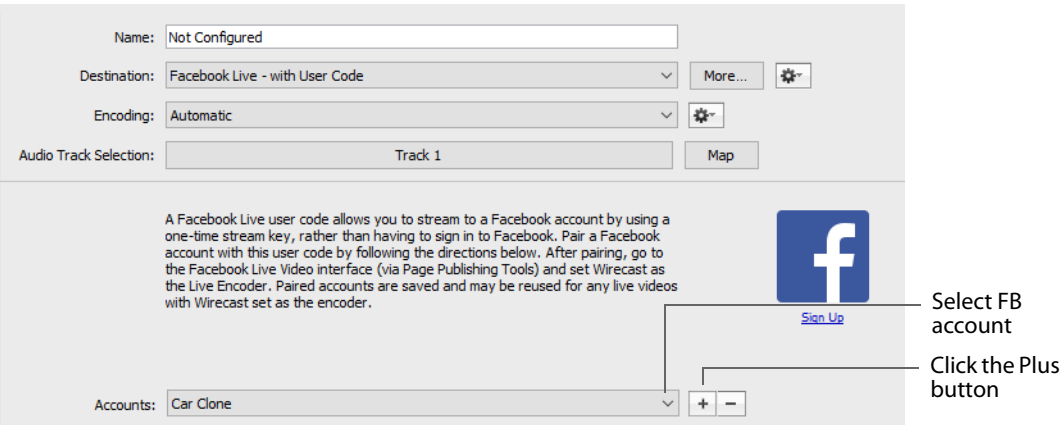 Name: Not Configured
Destination: Facebook Live - with User Code More...
Encoding: Automatic
Audio Track Selection: Track 1 Map
A Facebook Live user code allows you to stream to a Facebook account by using a
one-time stream key, rather than having to sign in to Facebook. Pair a Facebook
account with this user code by following the directions below. After pairing, go to
the Facebook Live Video interface (via Page Publishing Tools) and set Wirecast as
the Live Encoder. Paired accounts are saved and may be reused for any live videos
with Wirecast set as the encoder.
f
Sign Up
Select FB
account
Click the Plus
button
Accounts: Car Clone + −